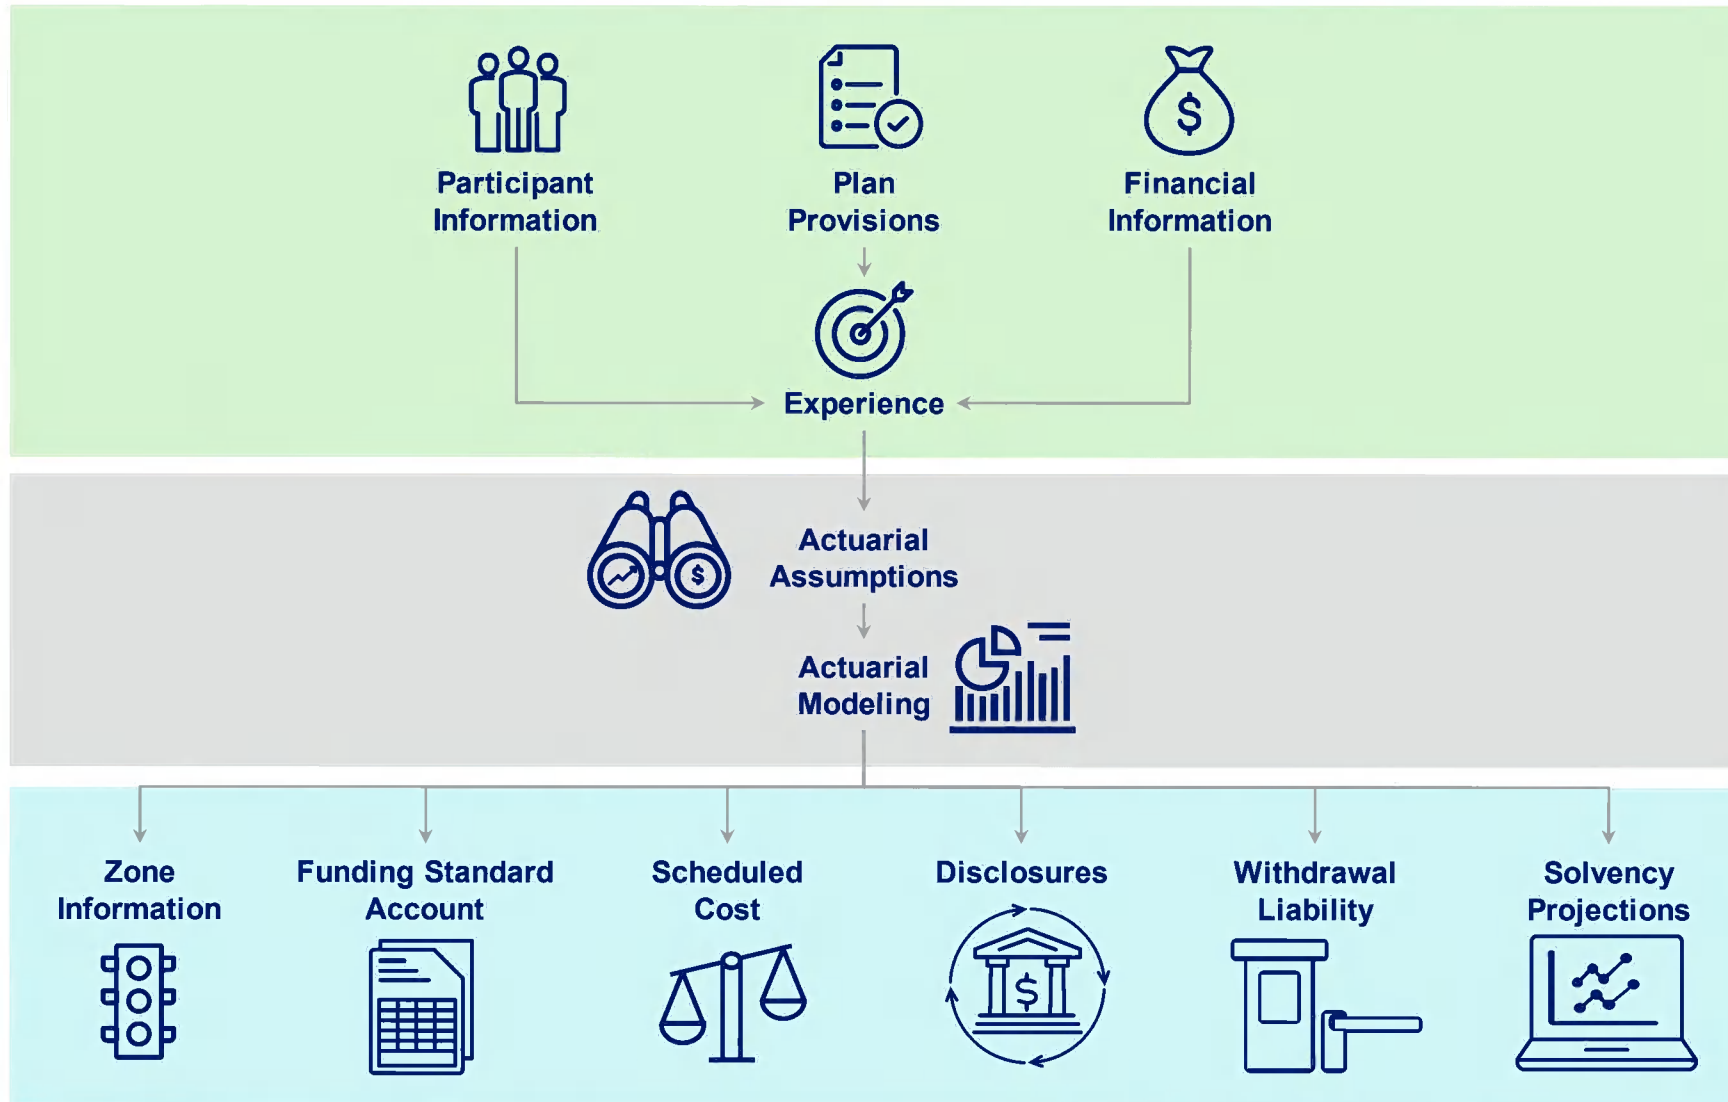 Participant
Information
Plan
Provisions
$
Financial
Information
Experience
$
Actuarial
Assumptions
Actuarial
Modeling
Zone
Information
Funding Standard
Account
Scheduled
Cost
Disclosures
$
Withdrawal
Liability
Solvency
Projections